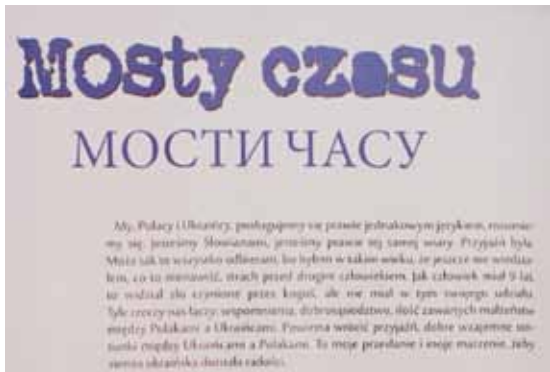 Mosty czasu
МОСТИ ЧАСУ
My, Polacy i Ukraińcy, posługujemy się prawie jednakowym językiem, rozumie-
my się, jesteśmy Słowianami, jesteśmy prawie tej samej wiary. Przyjaźń była.
Może tak to wszystko odbieram, bo byłem w takim wieku, że jeszcze nie wiedzia-
łem, co to nienawiść, strach przed drugim człowiekiem. Jak człowiek miał 9 lat,
to widział zło czynione przez kogoś, ale nie miał w tym swojego udziału.
Tyle rzeczy nas łączy: wspomnienia, dobrosąsiedztwo, ilość zawartych małżeństw
między Polakami a Ukraińcami. Powinna wrócić przyjaźń, dobre wzajemne sto-
sunki między Ukraińcami a Polakami. To moje przesłanie i moje marzenie, żeby
ziemia ukraińska doznała radości.